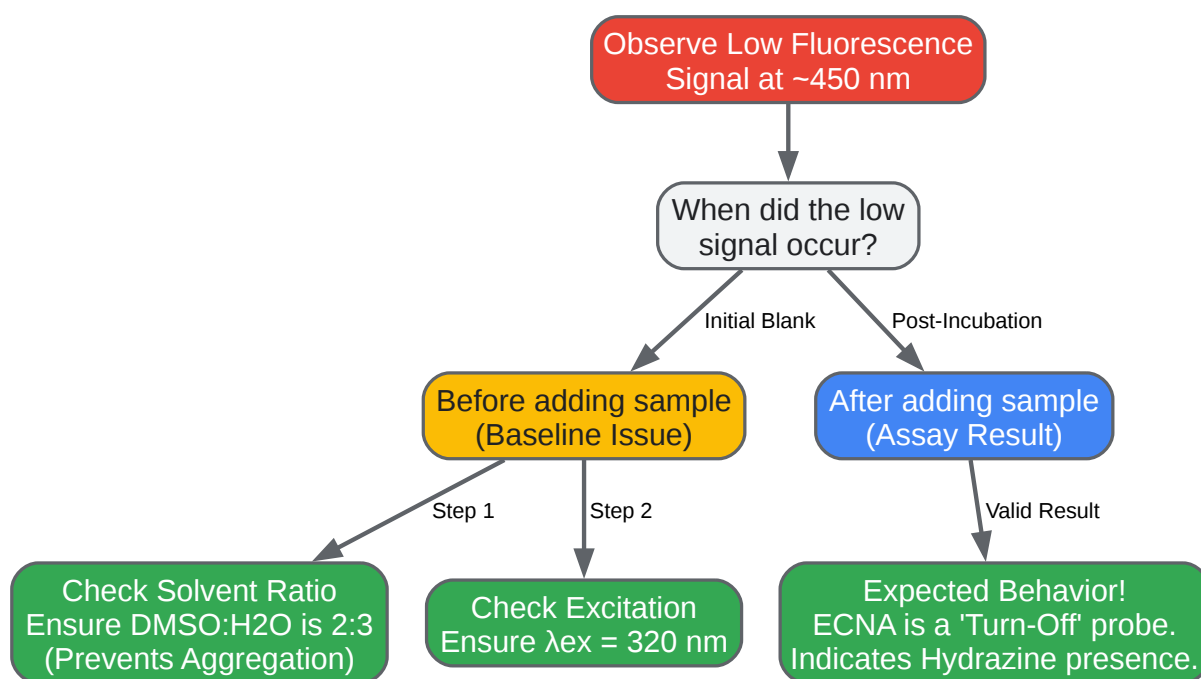 Observe Low Fluorescence
Signal at ~450 nm
When did the low
signal occur?
Initial Blank
Post-Incubation
Before adding sample
(Baseline Issue)
After adding sample
(Assay Result)
Step 1
Step 2
Valid Result
Check Solvent Ratio
Ensure DMSO:H2O is 2:3
(Prevents Aggregation)
Check Excitation
Ensure λex = 320 nm
Expected Behavior!
ECNA is a 'Turn-Off' probe.
Indicates Hydrazine presence.